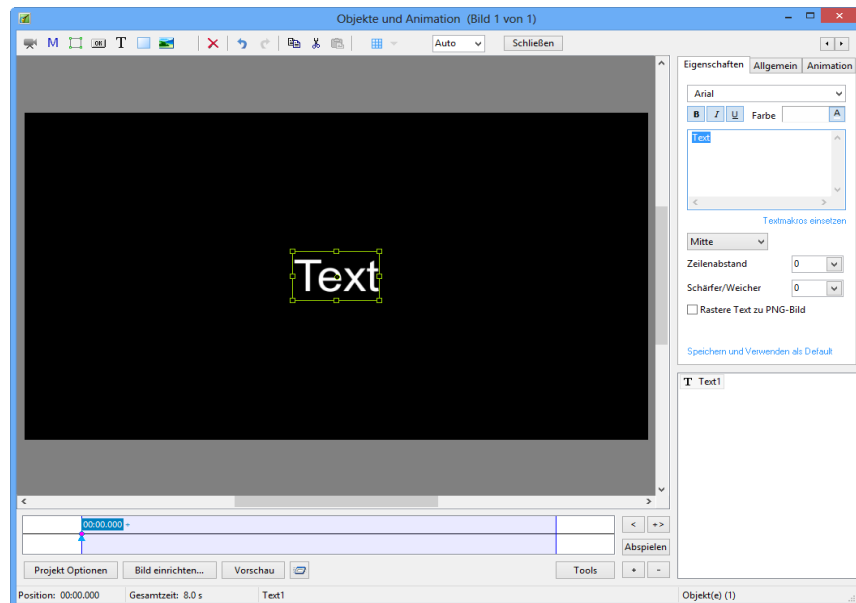 Objekte und Animation (Bild 1 von 1)
M OK T Auto Schließen
Eigenschaften Allgemein Animation
Arial
B I U Farbe A
Text
Textmakros einsetzen
Mitte
Zeilenabstand 0
Schärfer/Weicher 0
Rastere Text zu PNG-Bild
Speichern und Verwenden als Default
Text
T Text1
00:00.000
< +>
Abspielen
Projekt Optionen Bild einrichten... Vorschau Tools + -
Position: 00:00.000 Gesamtzeit: 8.0 s Text1 Objekt(e) (1)